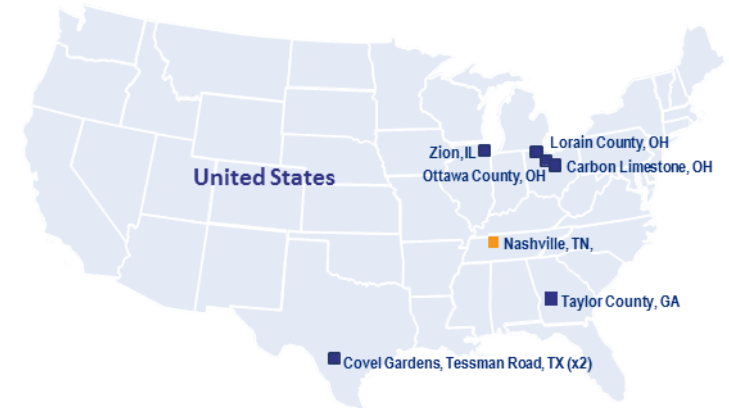 Lorain County, OH
Zion, IL
Carbon Limestone, OH
Ottawa County, OH
United States
Nashville, TN,
Taylor County, GA
Covel Gardens, Tessman Road, TX (x2)